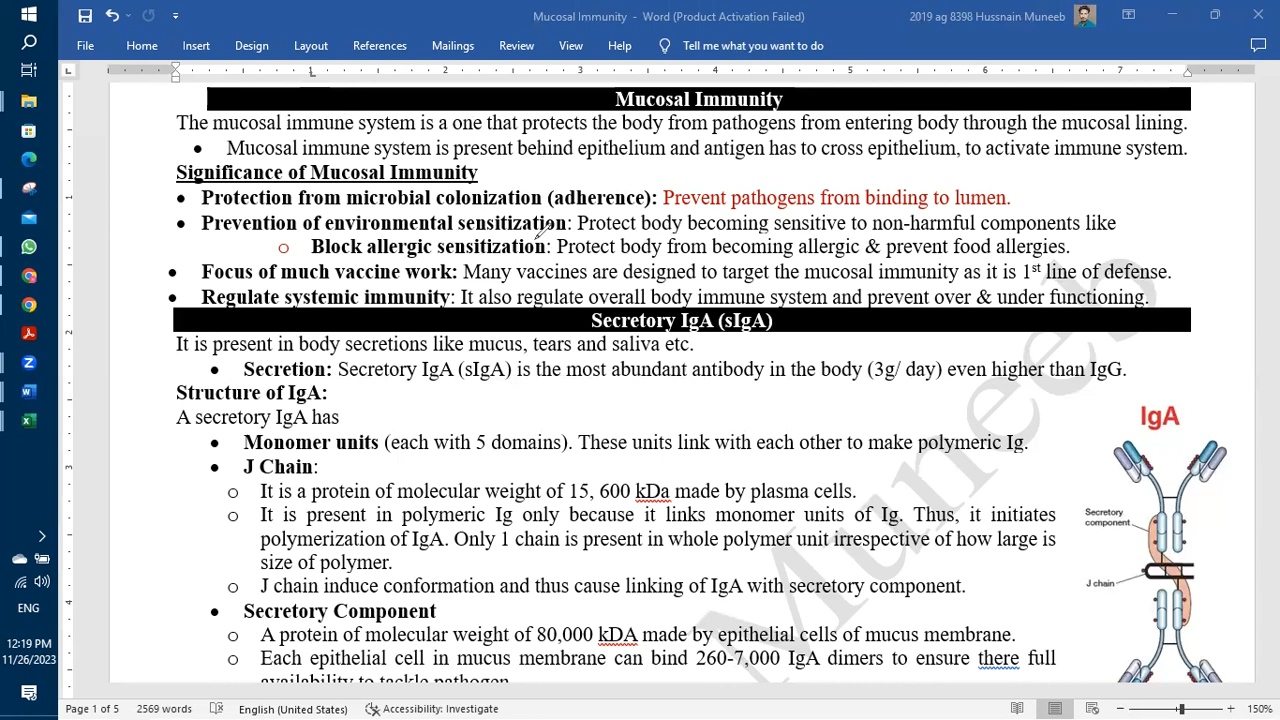 Mucosal Immunity - Word (Product Activation Failed)
2019 ag 8398 Hussnain Muneeb
File Home Insert Design Layout References Mailings Review View Help Tell me what you want to do
1 1 2 3 4 5 6 7
Mucosal Immunity
The mucosal immune system is a one that protects the body from pathogens from entering body through the mucosal lining.
• Mucosal immune system is present behind epithelium and antigen has to cross epithelium, to activate immune system.
Significance of Mucosal Immunity
• Protection from microbial colonization (adherence): Prevent pathogens from binding to lumen.
• Prevention of environmental sensitization: Protect body becoming sensitive to non-harmful components like
o Block allergic sensitization: Protect body from becoming allergic & prevent food allergies.
• Focus of much vaccine work: Many vaccines are designed to target the mucosal immunity as it is 1st line of defense.
• Regulate systemic immunity: It also regulate overall body immune system and prevent over & under functioning.
Secretory IgA (sIgA)
It is present in body secretions like mucus, tears and saliva etc.
• Secretion: Secretory IgA (sIgA) is the most abundant antibody in the body (3g/ day) even higher than IgG.
Structure of IgA:
A secretory IgA has
• Monomer units (each with 5 domains). These units link with each other to make polymeric Ig.
• J Chain:
o It is a protein of molecular weight of 15, 600 kDa made by plasma cells.
o It is present in polymeric Ig only because it links monomer units of Ig. Thus, it initiates
polymerization of IgA. Only 1 chain is present in whole polymer unit irrespective of how large is
size of polymer.
o J chain induce conformation and thus cause linking of IgA with secretory component.
• Secretory Component
o A protein of molecular weight of 80,000 kDA made by epithelial cells of mucus membrane.
o Each epithelial cell in mucus membrane can bind 260-7,000 IgA dimers to ensure there full
availability to tackle pathogen
IgA
Secretory
component
J chain
Muneeb
ENG
12:19 PM
11/26/2023
Page 1 of 5 2569 words English (United States) Accessibility: Investigate 150%